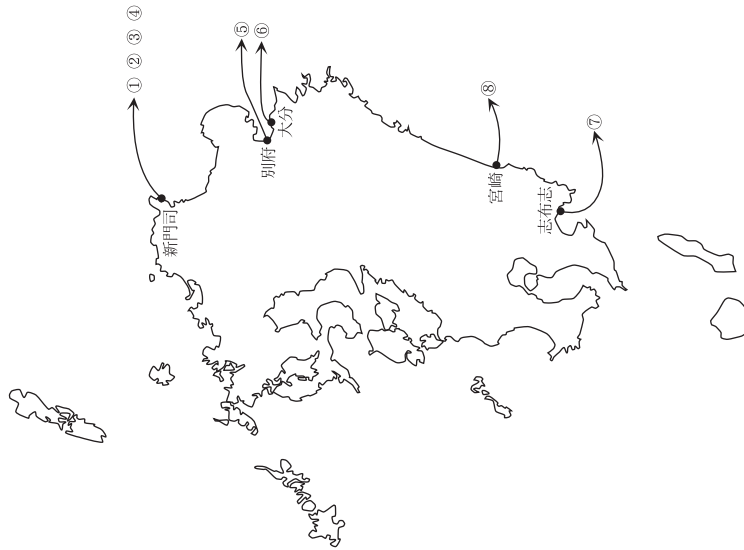 ① ② ③ ④
⑤
⑥
新門司
別府
大分
⑧
宮崎
⑦
志布志